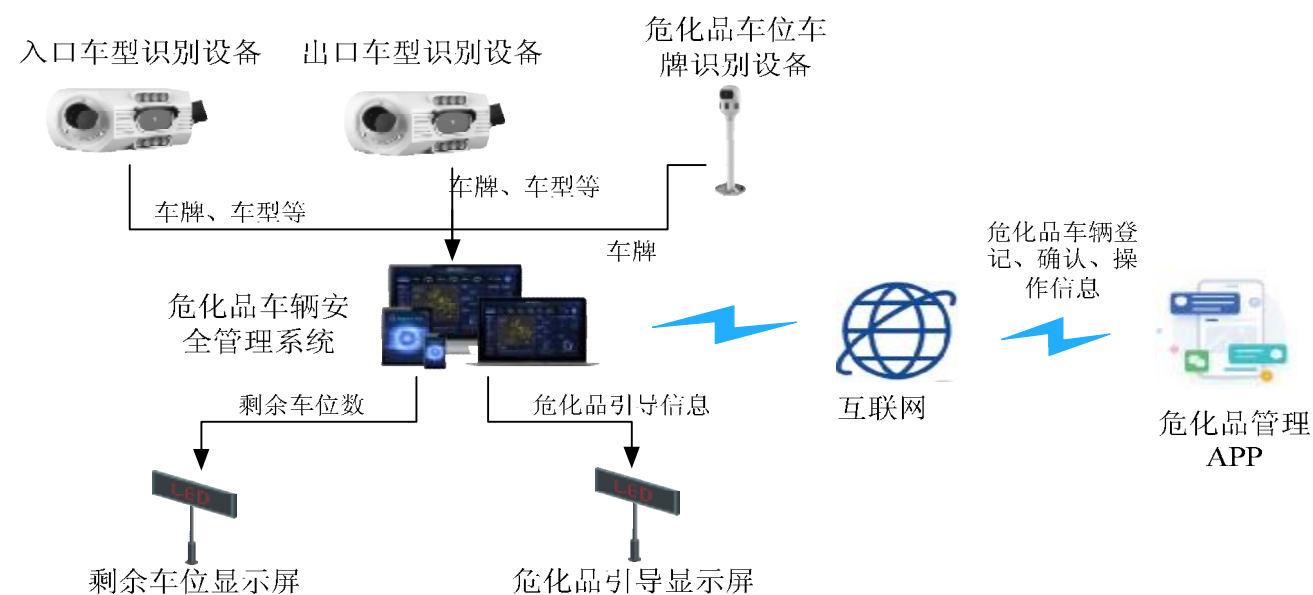 入口车型识别设备
出口车型识别设备
危化品车位车
牌识别设备
车牌、车型等
车牌、车型等
车牌
危化品车辆登
记、确认、操
作信息
危化品车辆安
全管理系统
互联网
危化品管理
APP
剩余车位数
危化品引导信息
LED
LED
剩余车位显示屏
危化品引导显示屏